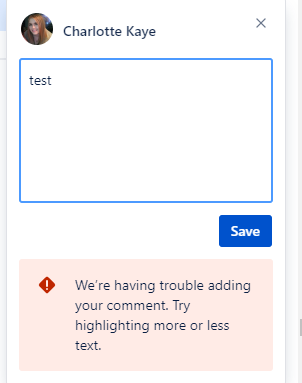 Charlotte Kaye
test
Save
We're having trouble adding
your comment. Try
highlighting more or less
text.